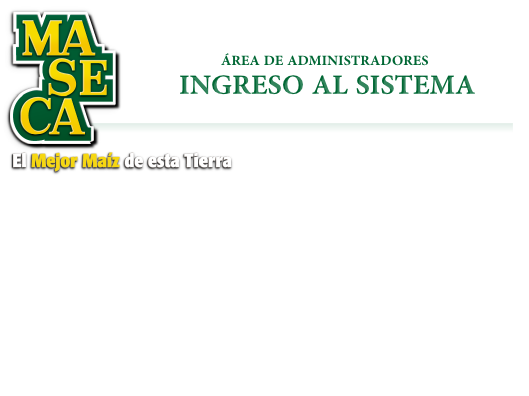 MA
SE
CA
ÁREA DE ADMINISTRADORES
INGRESO AL SISTEMA
El Mejor Maíz de esta Tierra